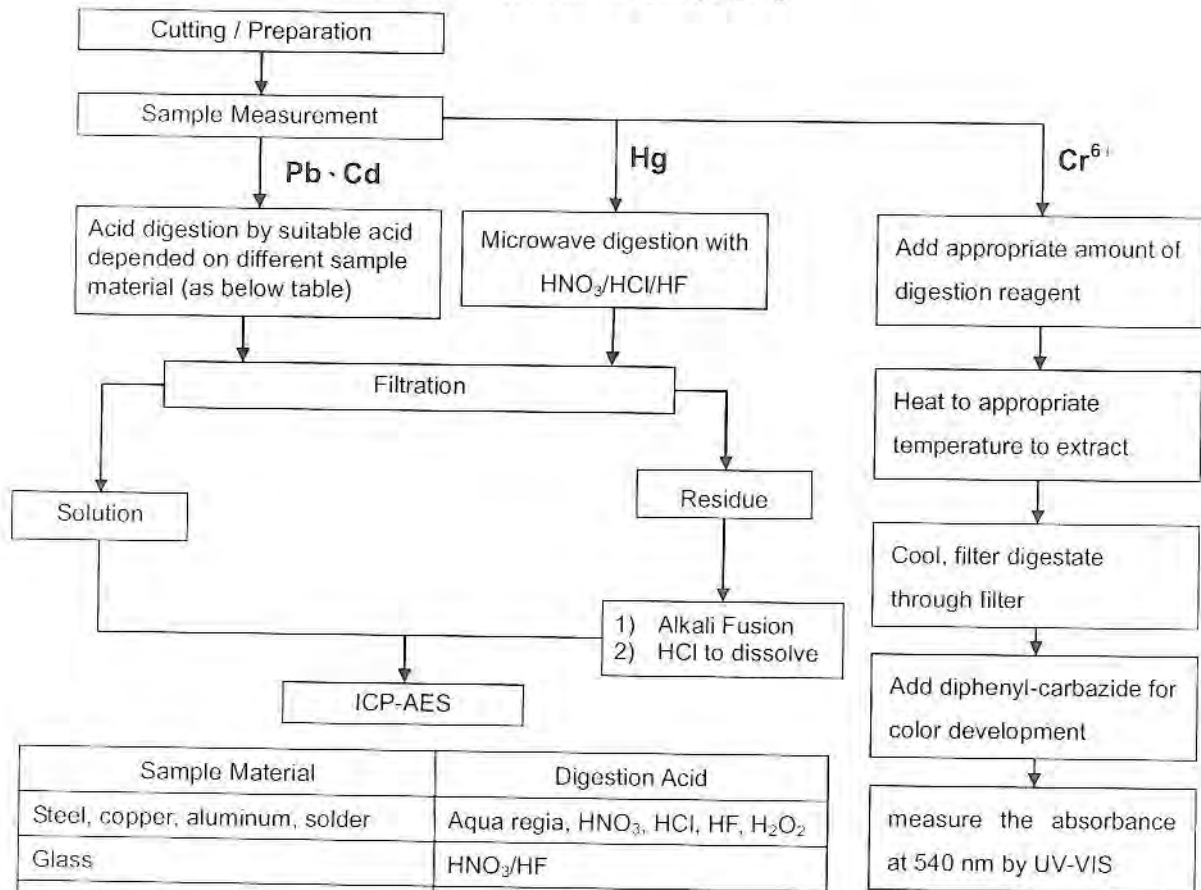 Cutting / Preparation
Sample Measurement
Pb、Cd
Hg
Cr⁶⁺
Acid digestion by suitable acid
depended on different sample
material (as below table)
Microwave digestion with
HNO₃/HCl/HF
Add appropriate amount of
digestion reagent
Filtration
Heat to appropriate
temperature to extract
Solution
Residue
Cool, filter digestate
through filter
1) Alkali Fusion
2) HCl to dissolve
ICP-AES
Add diphenyl-carbazide for
color development
measure the absorbance
at 540 nm by UV-VIS
Sample Material Digestion Acid
Steel, copper, aluminum, solder Aqua regia, HNO₃, HCl, HF, H₂O₂
Glass HNO₃/HF